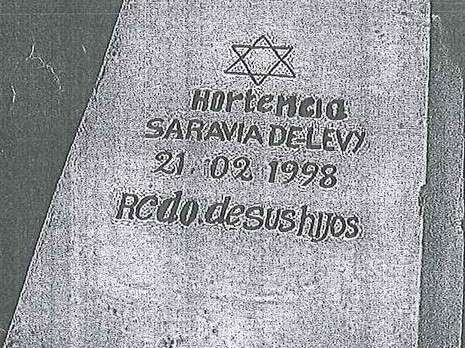 Hortencia
SARAVIA DE LEVY
21. 02 1998
Rcdo. de sus hijos.